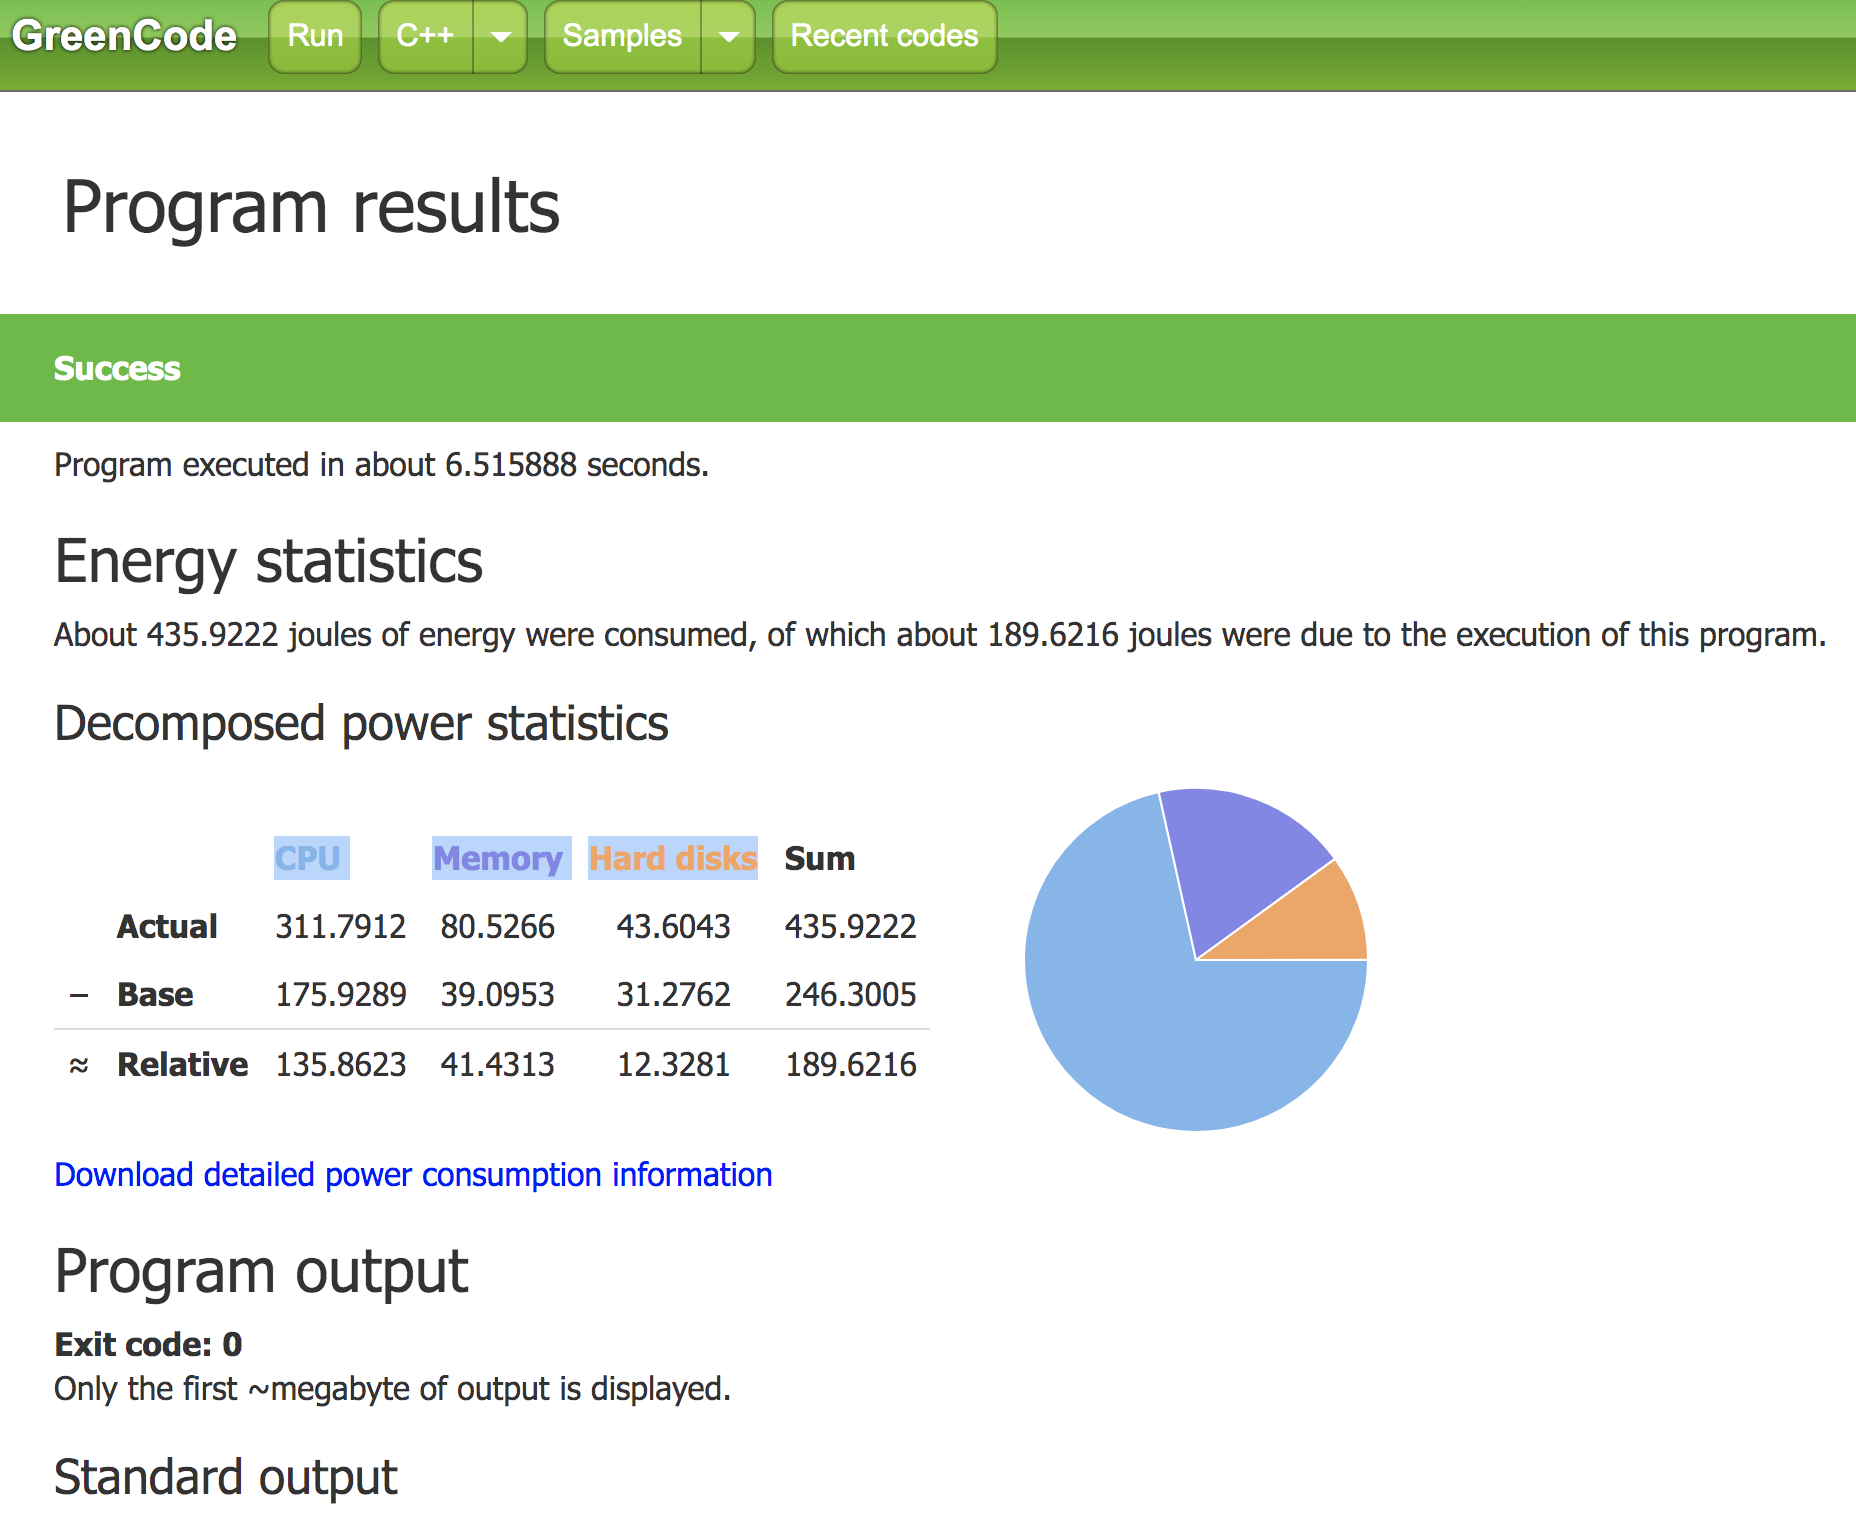 GreenCode Run C++ Samples Recent codes
Program results
Success
Program executed in about 6.515888 seconds.
Energy statistics
About 435.9222 joules of energy were consumed, of which about 189.6216 joules were due to the execution of this program.
Decomposed power statistics
CPU Memory Hard disks Sum
Actual 311.7912 80.5266 43.6043 435.9222
− Base 175.9289 39.0953 31.2762 246.3005
≈ Relative 135.8623 41.4313 12.3281 189.6216
Download detailed power consumption information
Program output
Exit code: 0
Only the first ~megabyte of output is displayed.
Standard output